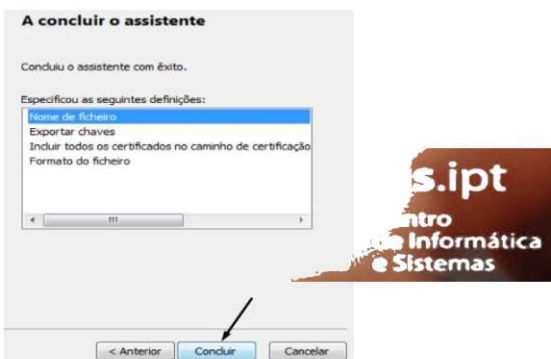 A concluir o assistente
Concluiu o assistente com êxito.
Especificou as seguintes definições:
Nome de ficheiro
Exportar chaves
Incluir todos os certificados no caminho de certificação
Formato do ficheiro
s.ipt
ntro
Informática
e Sistemas
< Anterior Concluir Cancelar